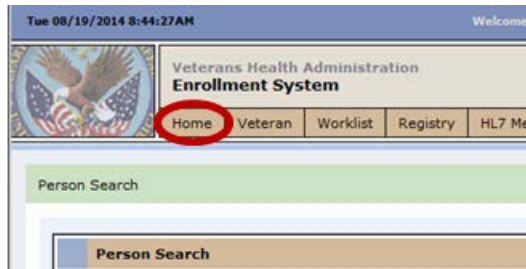 Tue 08/19/2014 8:44:27AM Welcome
Veterans Health Administration
Enrollment System
Home Veteran Worklist Registry HL7 Me
Person Search
Person Search